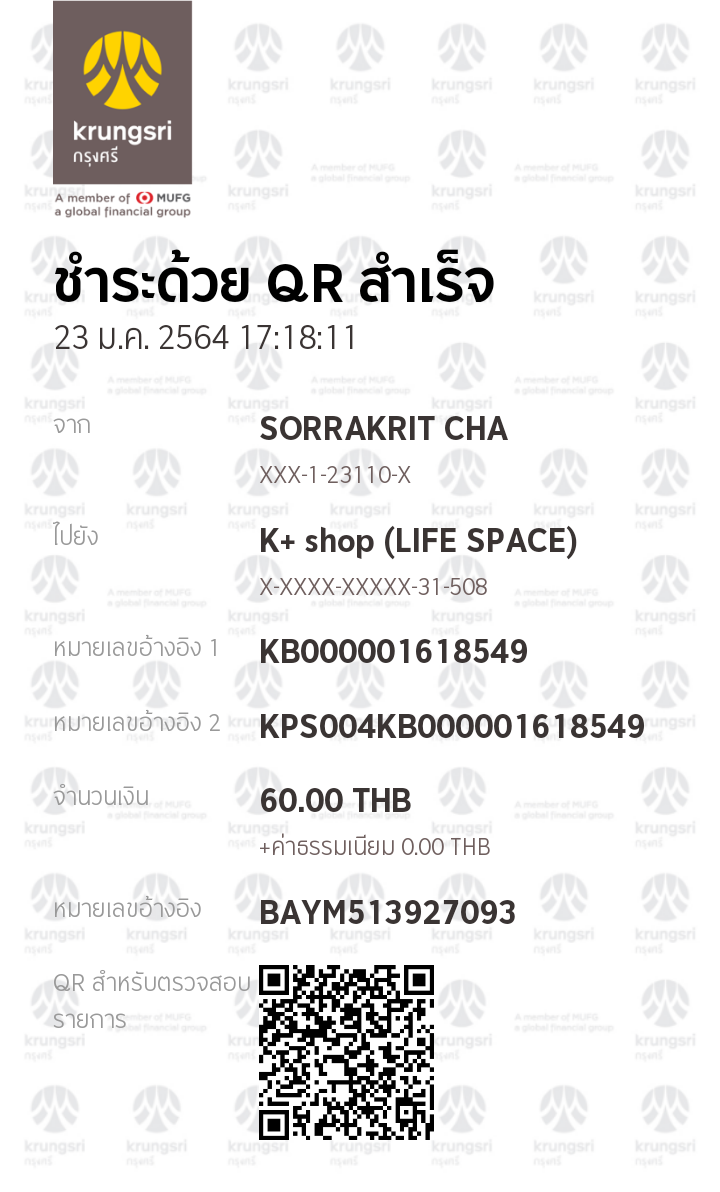 krungsri
กรุงศรี
A member of MUFG
a global financial group
ชำระด้วย QR สำเร็จ
23 ม.ค. 2564 17:18:11
จาก SORRAKRIT CHA
XXX-1-23110-X
ไปยัง K+ shop (LIFE SPACE)
X-XXXX-XXXXX-31-508
หมายเลขอ้างอิง 1 KB000001618549
หมายเลขอ้างอิง 2 KPS004KB000001618549
จำนวนเงิน 60.00 THB
+ค่าธรรมเนียม 0.00 THB
หมายเลขอ้างอิง BAYM513927093
QR สำหรับตรวจสอบ
รายการ